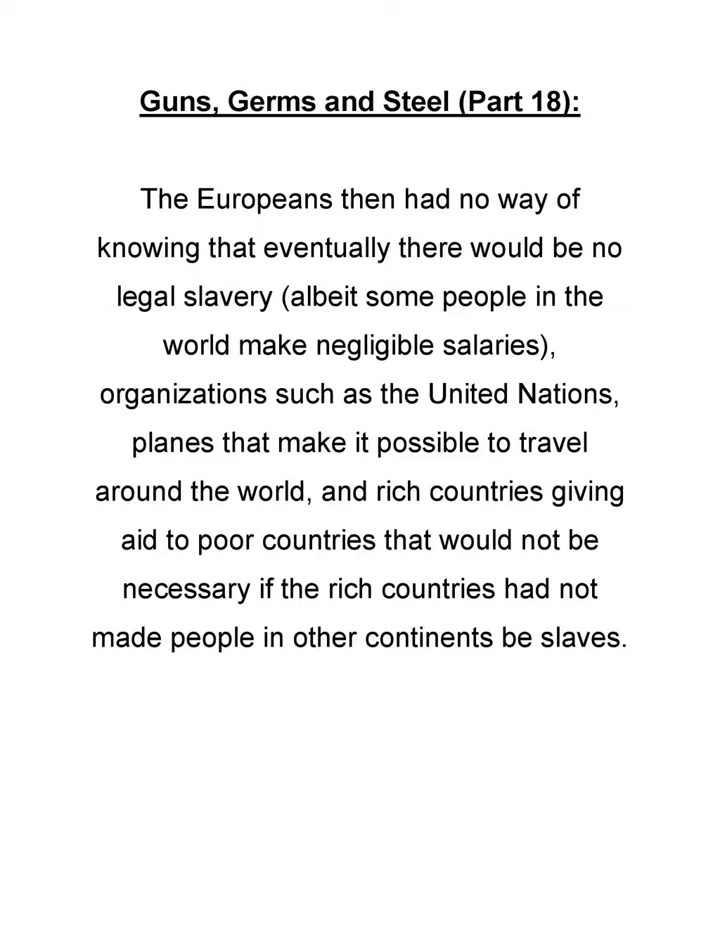 Guns, Germs and Steel (Part 18):
The Europeans then had no way of
knowing that eventually there would be no
legal slavery (albeit some people in the
world make negligible salaries),
organizations such as the United Nations,
planes that make it possible to travel
around the world, and rich countries giving
aid to poor countries that would not be
necessary if the rich countries had not
made people in other continents be slaves.